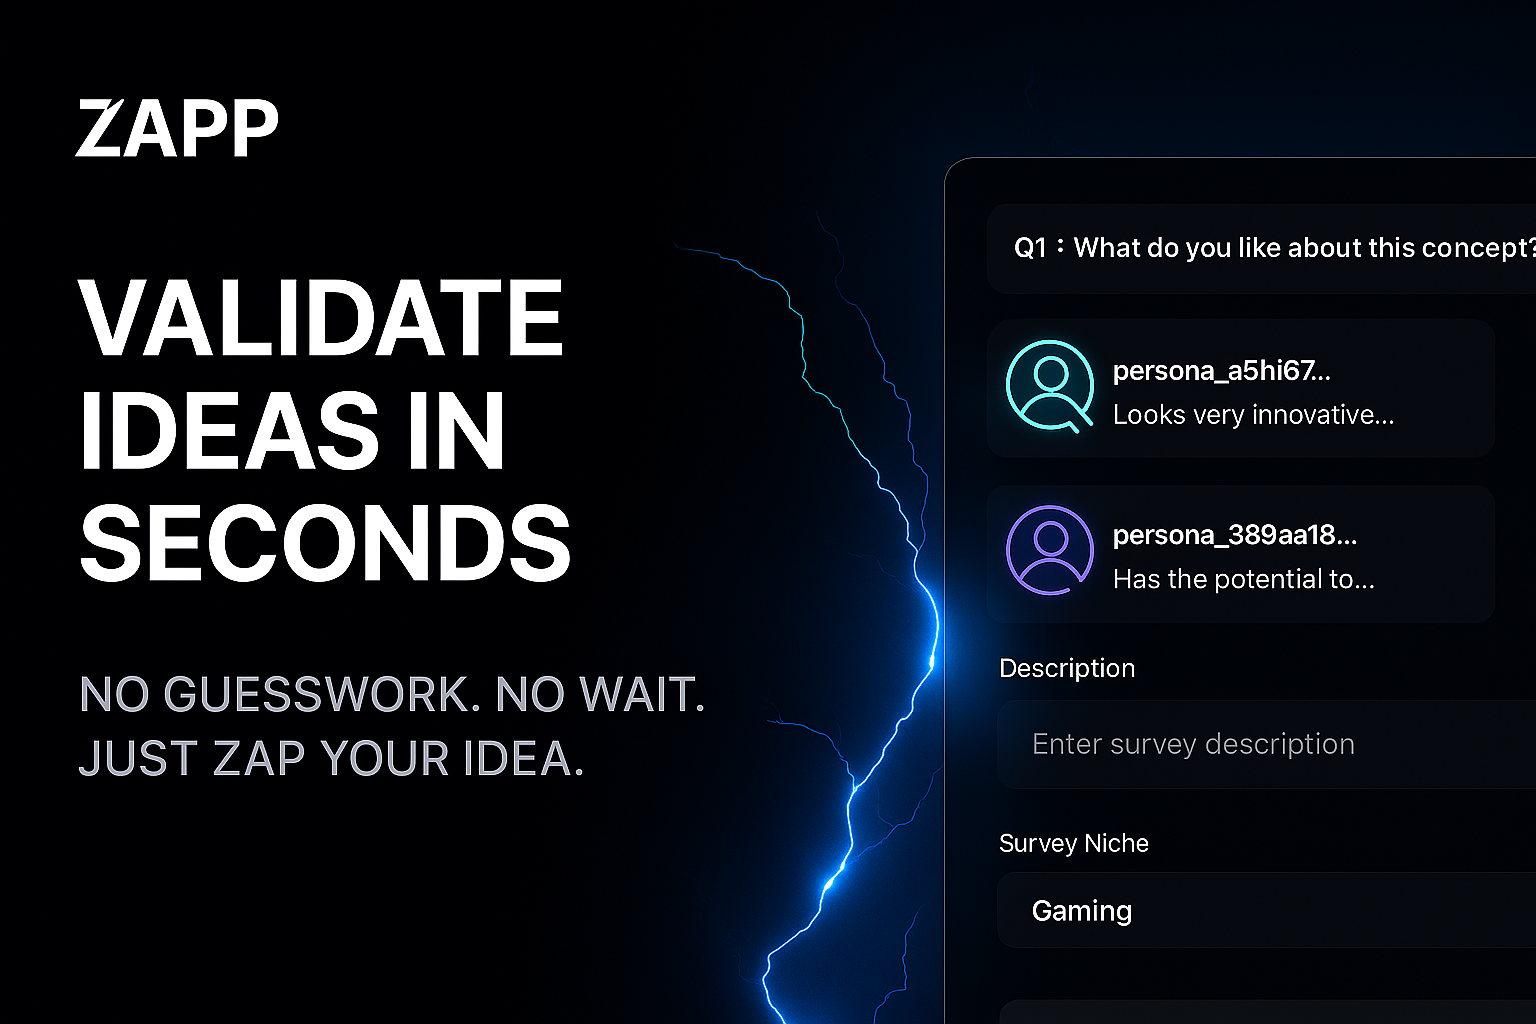 ZAPP
VALIDATE
IDEAS IN
SECONDS
NO GUESSWORK. NO WAIT.
JUST ZAP YOUR IDEA.
Q1 : What do you like about this concept?
persona_a5hi67...
Looks very innovative...
persona_389aa18...
Has the potential to...
Description
Enter survey description
Survey Niche
Gaming